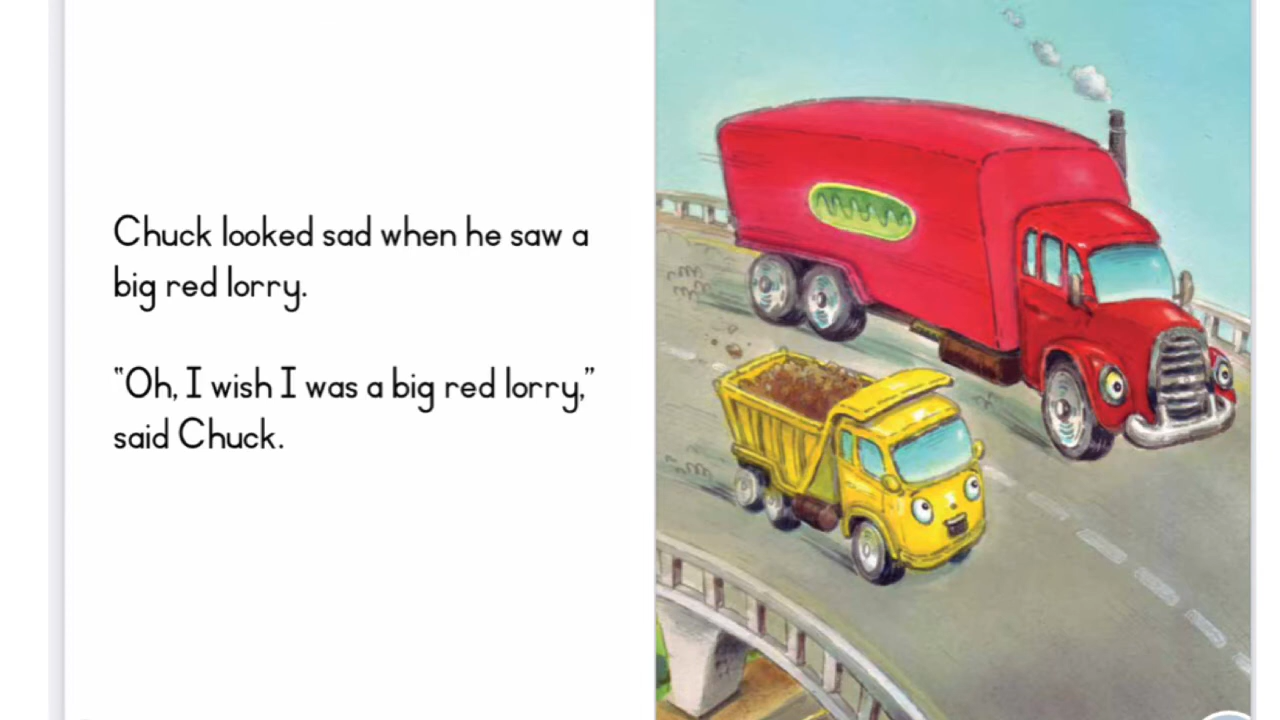 Chuck looked sad when he saw a
big red lorry.
“Oh, I wish I was a big red lorry,”
said Chuck.